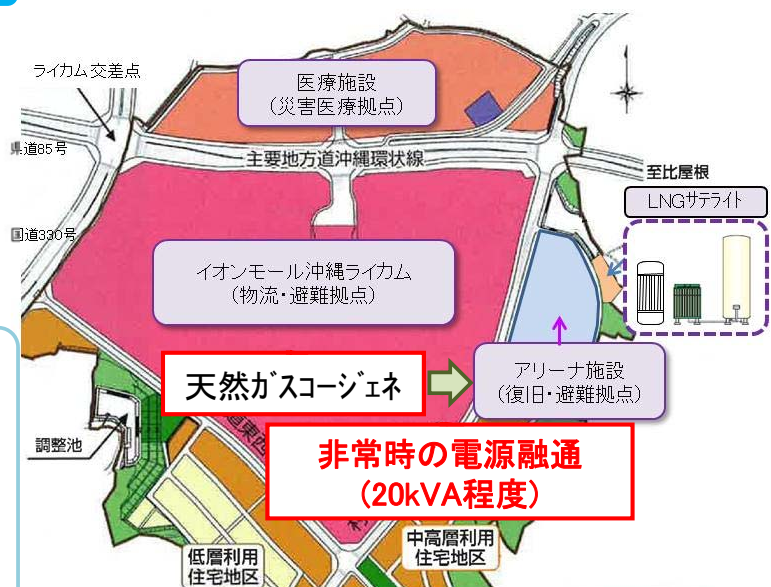 ライカム交差点
医療施設
(災害医療拠点)
県道85号
主要地方道沖縄環状線
至比屋根
LNGｻﾃﾗｲﾄ
国道330号
イオンモール沖縄ライカム
(物流・避難拠点)
天然ｶﾞｽコージェネ
アリーナ施設
(復旧・避難拠点)
非常時の電源融通
(20kVA程度)
調整池
道東西
低層利用
住宅地区
中高層利用
住宅地区